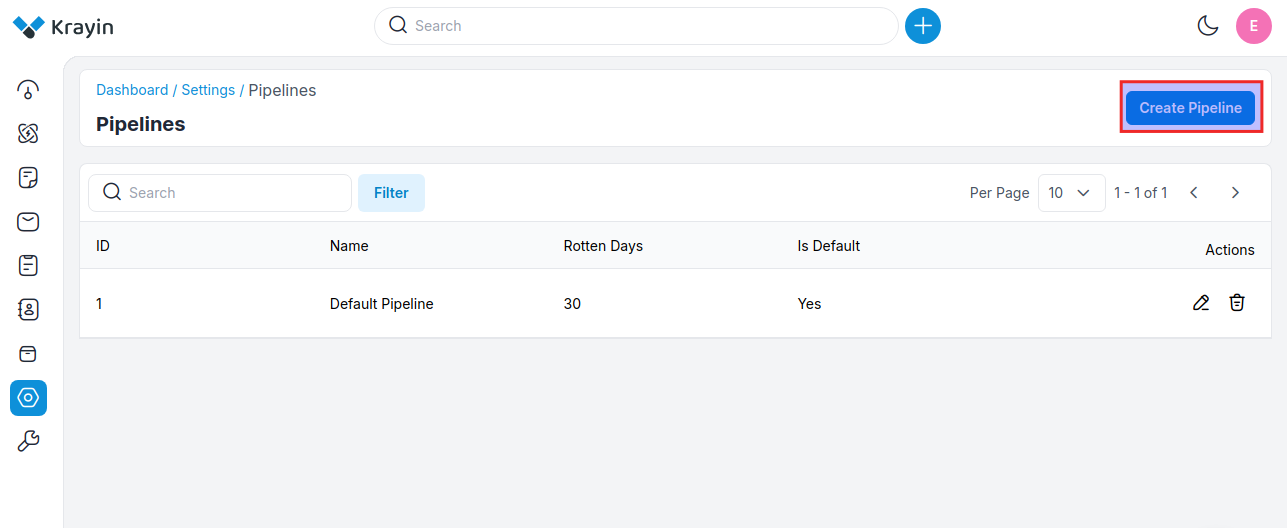 Krayin
Search
E
Dashboard / Settings / Pipelines
Pipelines
Create Pipeline
Search
Filter
Per Page 10 1 - 1 of 1
ID Name Rotten Days Is Default Actions
1 Default Pipeline 30 Yes